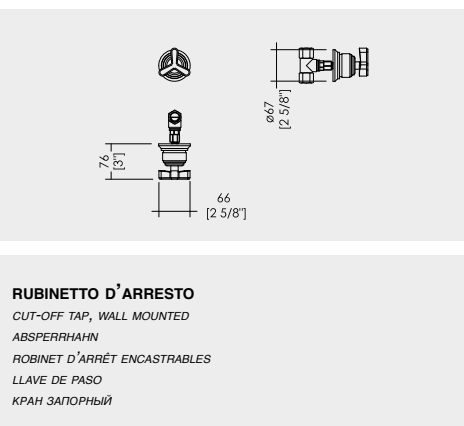 ø67
[2 5/8"]
76
[3"]
66
[2 5/8"]
RUBINETTO D'ARRESTO
CUT-OFF TAP, WALL MOUNTED
ABSPERRHAHN
ROBINET D'ARRÊT ENCASTRABLES
LLAVE DE PASO
КРАН ЗАПОРНЫЙ